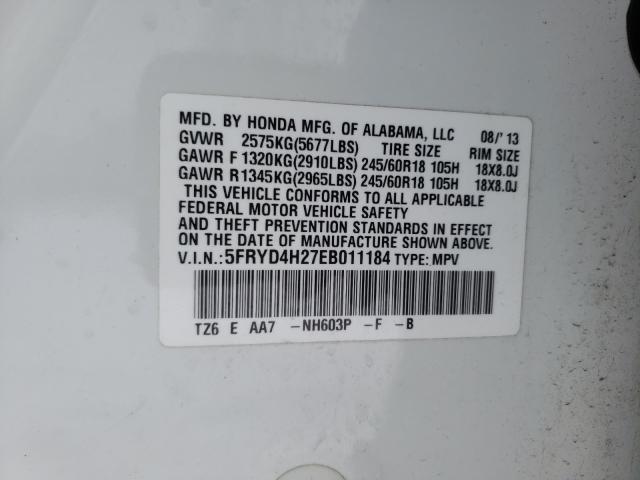 MFD. BY HONDA MFG. OF ALABAMA, LLC 08/'13
GVWR 2575KG(5677LBS) TIRE SIZE RIM SIZE
GAWR F 1320KG(2910LBS) 245/60R18 105H 18X8.0J
GAWR R1345KG(2965LBS) 245/60R18 105H 18X8.0J
THIS VEHICLE CONFORMS TO ALL APPLICABLE
FEDERAL MOTOR VEHICLE SAFETY
AND THEFT PREVENTION STANDARDS IN EFFECT
ON THE DATE OF MANUFACTURE SHOWN ABOVE.
V.I.N.:5FRYD4H27EB011184 TYPE: MPV
TZ6 E AA7 -NH603P -F -B